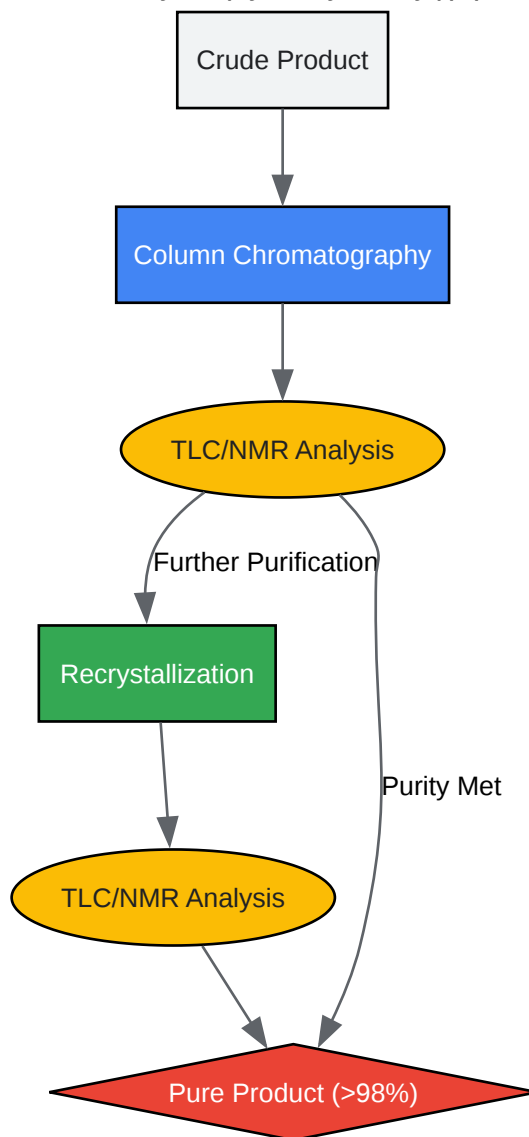 Crude Product
Column Chromatography
TLC/NMR Analysis
Further Purification
Recrystallization
Purity Met
TLC/NMR Analysis
Pure Product (>98%)